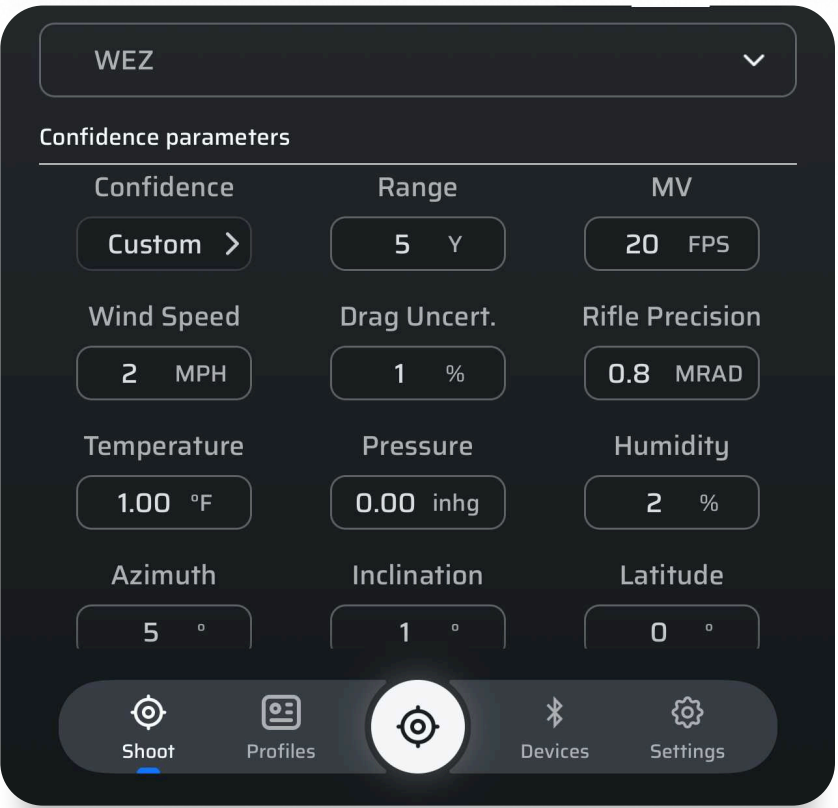 WEZ
Confidence parameters
Confidence Range MV
Custom 5 Y 20 FPS
Wind Speed Drag Uncert. Rifle Precision
2 MPH 1 % 0.8 MRAD
Temperature Pressure Humidity
1.00 °F 0.00 inhg 2 %
Azimuth Inclination Latitude
5 ° 1 ° 0 °
Shoot Profiles Devices Settings